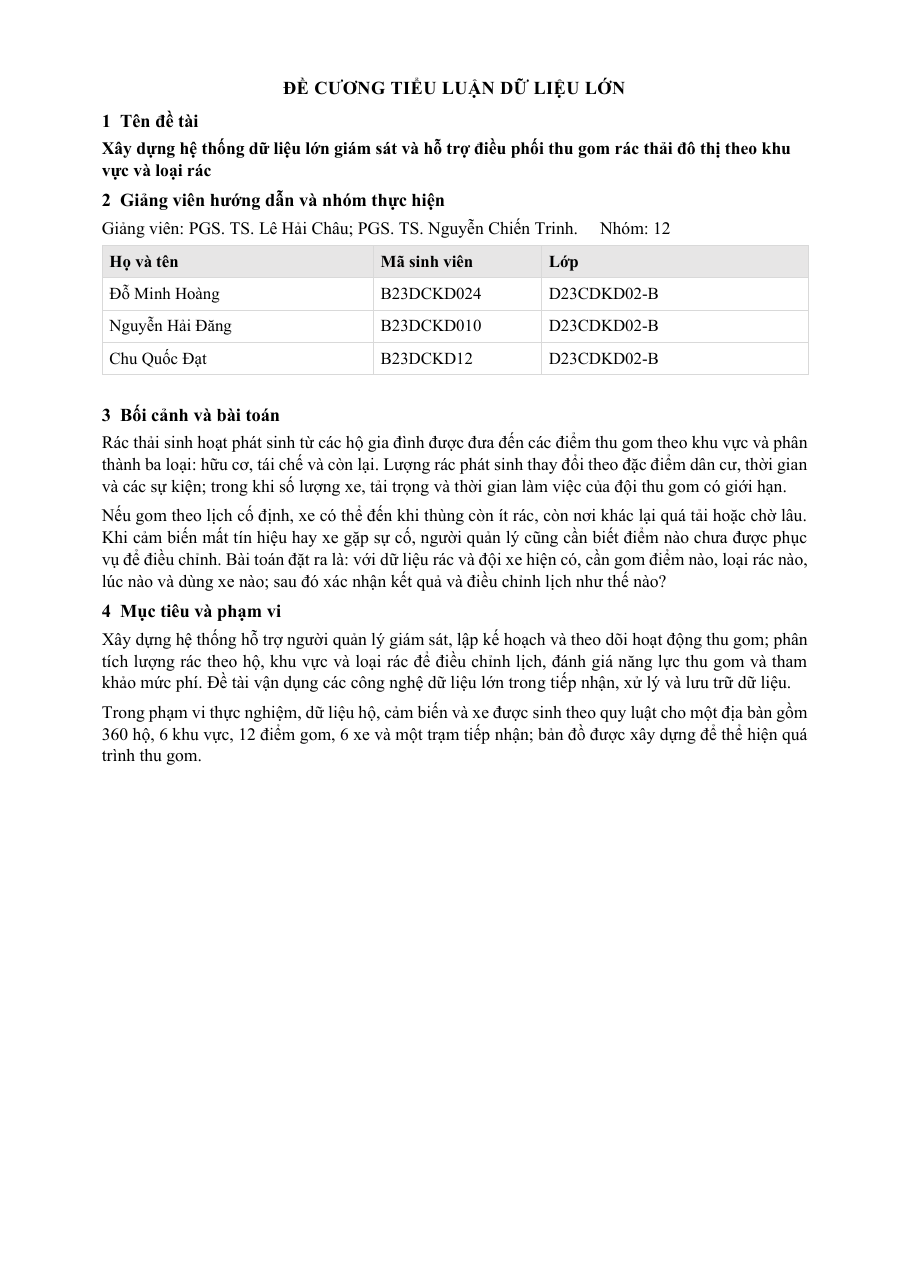 ĐỀ CƯƠNG TIỂU LUẬN DỮ LIỆU LỚN
1 Tên đề tài
Xây dựng hệ thống dữ liệu lớn giám sát và hỗ trợ điều phối thu gom rác thải đô thị theo khu
vực và loại rác
2 Giảng viên hướng dẫn và nhóm thực hiện
Giảng viên: PGS. TS. Lê Hải Châu; PGS. TS. Nguyễn Chiến Trinh. Nhóm: 12
Họ và tên Mã sinh viên Lớp
Đỗ Minh Hoàng B23DCKD024 D23CDKD02-B
Nguyễn Hải Đăng B23DCKD010 D23CDKD02-B
Chu Quốc Đạt B23DCKD12 D23CDKD02-B
3 Bối cảnh và bài toán
Rác thải sinh hoạt phát sinh từ các hộ gia đình được đưa đến các điểm thu gom theo khu vực và phân
thành ba loại: hữu cơ, tái chế và còn lại. Lượng rác phát sinh thay đổi theo đặc điểm dân cư, thời gian
và các sự kiện; trong khi số lượng xe, tải trọng và thời gian làm việc của đội thu gom có giới hạn.
Nếu gom theo lịch cố định, xe có thể đến khi thùng còn ít rác, còn nơi khác lại quá tải hoặc chờ lâu.
Khi cảm biến mất tín hiệu hay xe gặp sự cố, người quản lý cũng cần biết điểm nào chưa được phục
vụ để điều chỉnh. Bài toán đặt ra là: với dữ liệu rác và đội xe hiện có, cần gom điểm nào, loại rác nào,
lúc nào và dùng xe nào; sau đó xác nhận kết quả và điều chỉnh lịch như thế nào?
4 Mục tiêu và phạm vi
Xây dựng hệ thống hỗ trợ người quản lý giám sát, lập kế hoạch và theo dõi hoạt động thu gom; phân
tích lượng rác theo hộ, khu vực và loại rác để điều chỉnh lịch, đánh giá năng lực thu gom và tham
khảo mức phí. Đề tài vận dụng các công nghệ dữ liệu lớn trong tiếp nhận, xử lý và lưu trữ dữ liệu.
Trong phạm vi thực nghiệm, dữ liệu hộ, cảm biến và xe được sinh theo quy luật cho một địa bàn gồm
360 hộ, 6 khu vực, 12 điểm gom, 6 xe và một trạm tiếp nhận; bản đồ được xây dựng để thể hiện quá
trình thu gom.